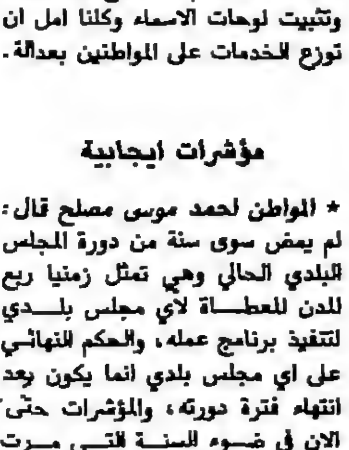 وتثبيت لوحات الاسماء وكلنا امل ان
توزع الخدمات على المواطنين بعدالة.
مؤشرات ايجابية
* المواطن احمد موسى مصلح قال:
لم يمض سوى سنة من دورة المجلس
البلدي الحالي وهي تمثل زمنيا ربع
المدن المعطاة لاي مجلس بلدي
لتنفيذ برنامج عمله، والحكم النهائي
على اي مجلس بلدي انما يكون بعد
انتهاء فترة دورته، والمؤشرات حتى
الان في ضوء السنة التي مرت